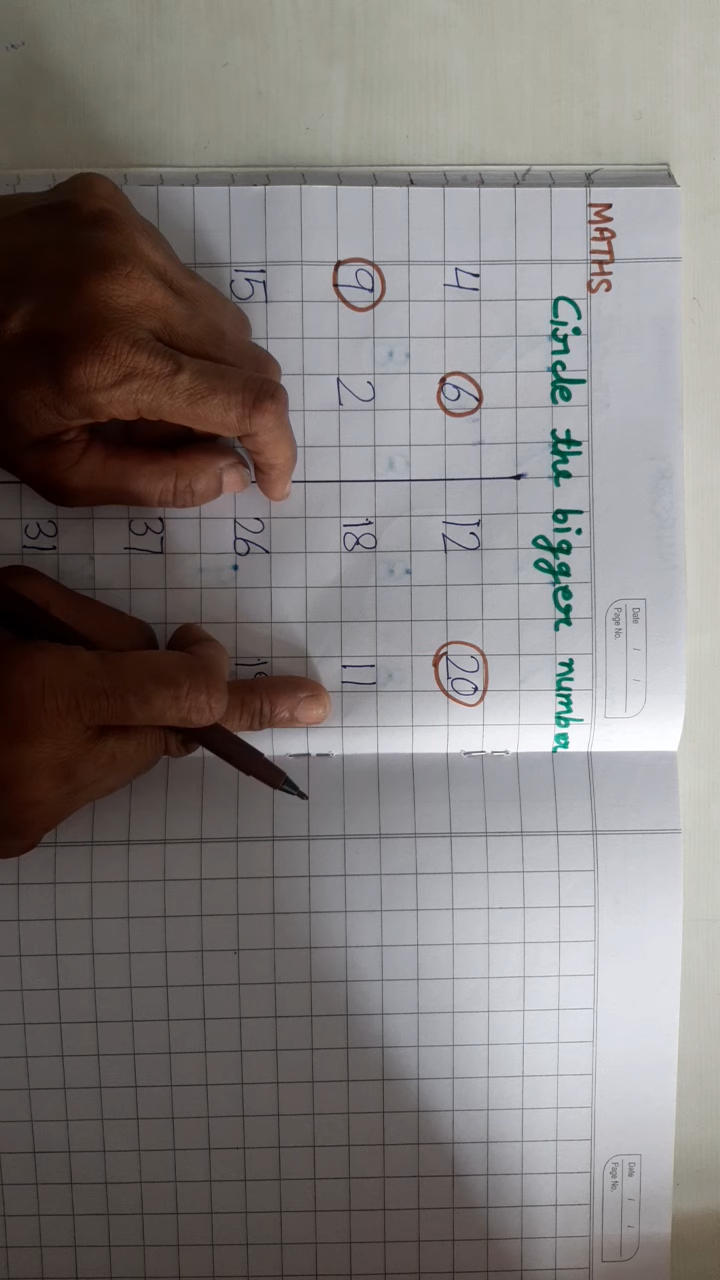 Date / /
Page No.
MATHS
Circle the bigger number
4 6 12 20
9 2 18 11
15 26
37
31
Date / /
Page No.